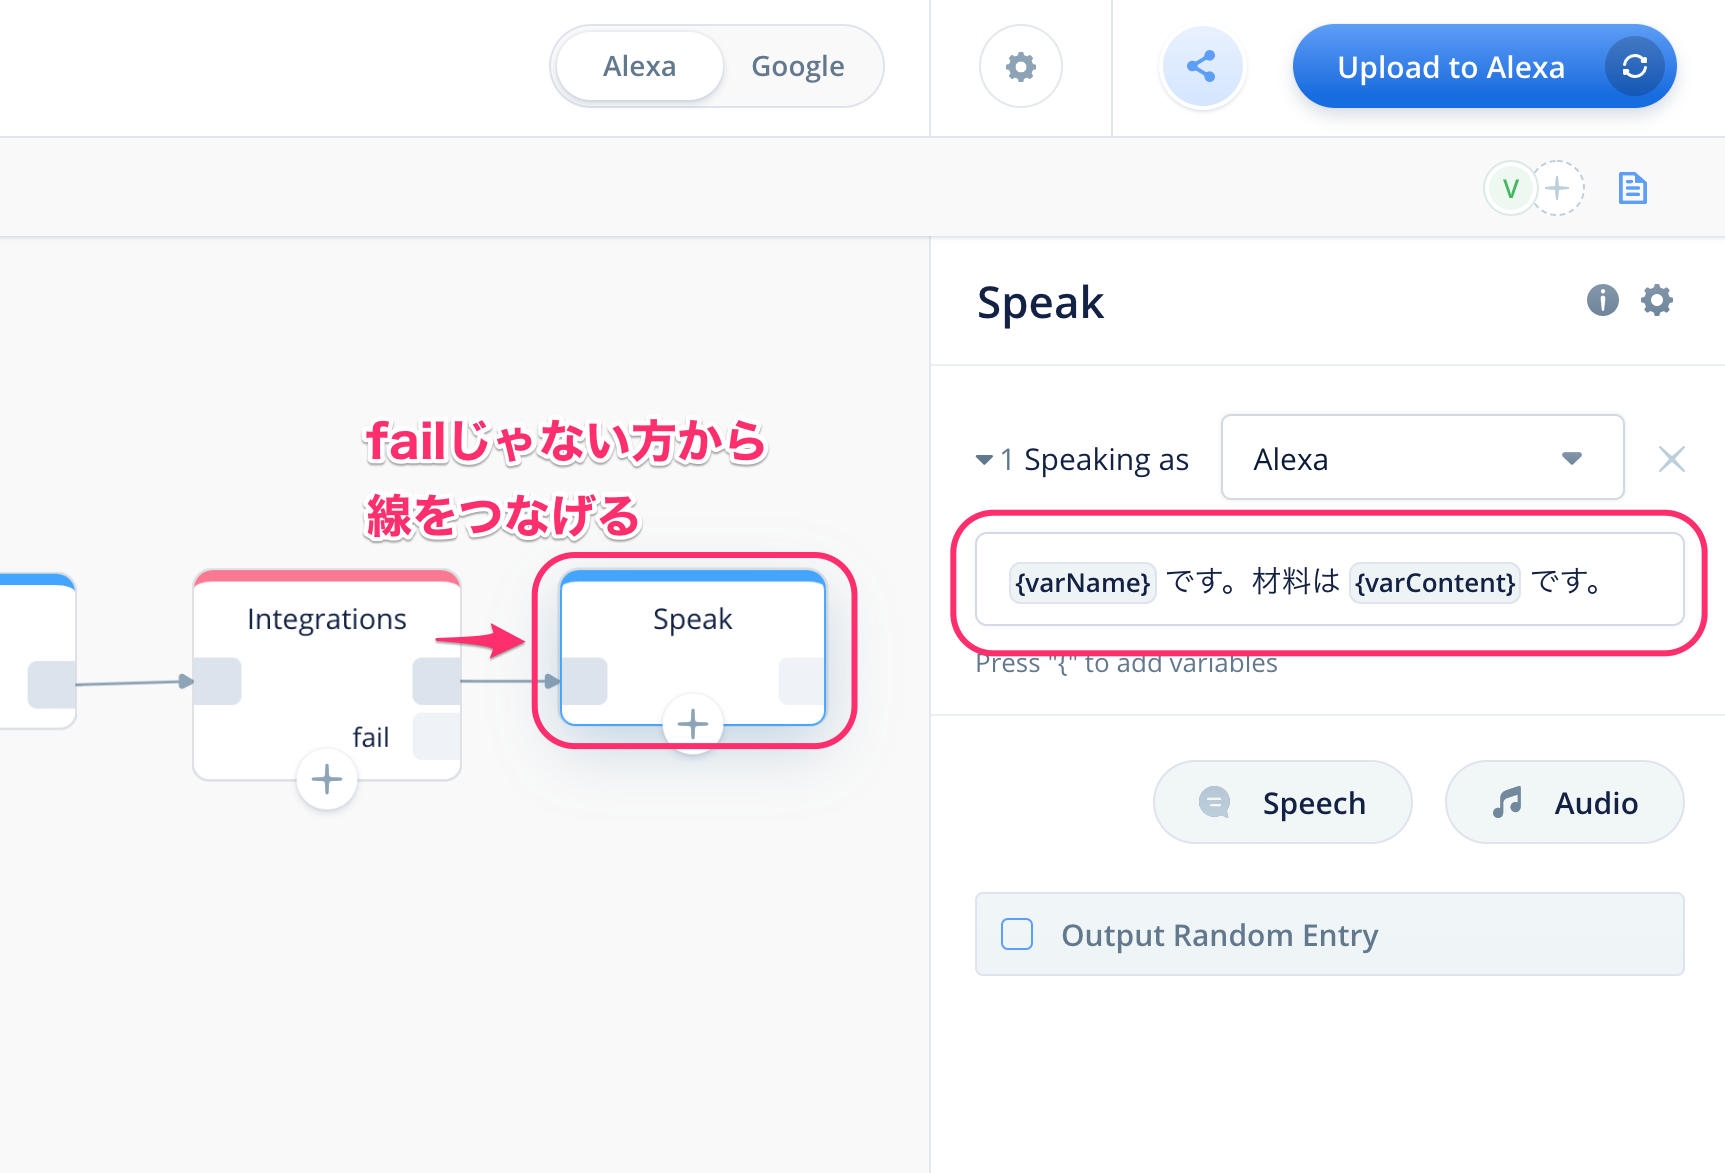 Alexa
Google
Upload to Alexa
V
Speak
failじゃない方から
線をつなげる
1 Speaking as
Alexa
{varName} です。材料は {varContent} です。
Press "{" to add variables
Integrations
fail
Speak
Speech
Audio
Output Random Entry